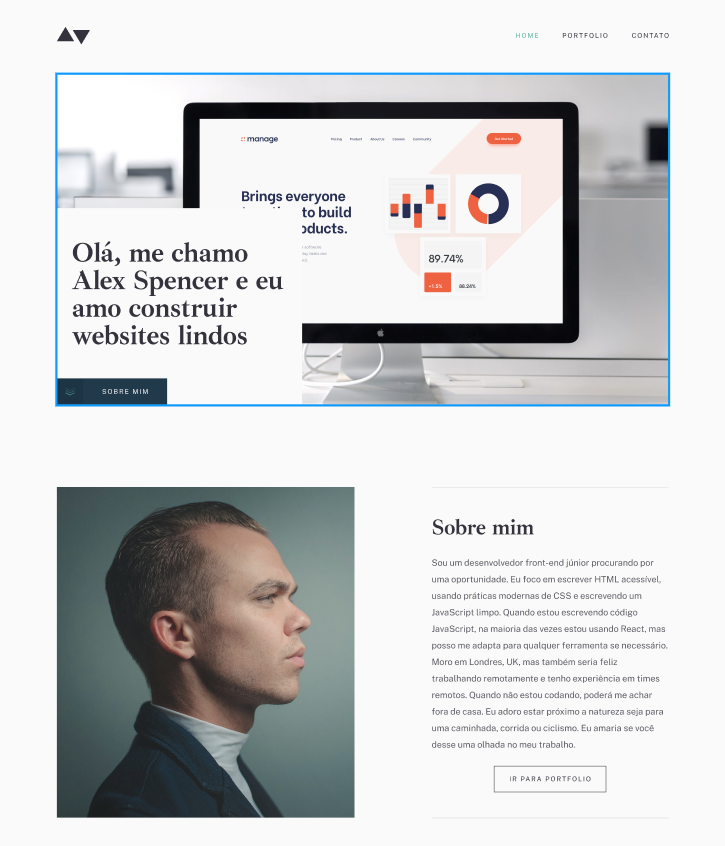 HOME PORTFOLIO CONTATO
manage
Pricing Product About Us Careers Community
Get Started
Brings everyone
to build
oducts.
89.74%
+1.5% 88.24%
Olá, me chamo
Alex Spencer e eu
amo construir
websites lindos
SOBRE MIM
Sobre mim
Sou um desenvolvedor front-end júnior procurando por
uma oportunidade. Eu foco em escrever HTML acessível,
usando práticas modernas de CSS e escrevendo um
JavaScript limpo. Quando estou escrevendo código
JavaScript, na maioria das vezes estou usando React, mas
posso me adapta para qualquer ferramenta se necessário.
Moro em Londres, UK, mas também seria feliz
trabalhando remotamente e tenho experiência em times
remotos. Quando não estou codando, poderá me achar
fora de casa. Eu adoro estar próximo a natureza seja para
uma caminhada, corrida ou ciclismo. Eu amaria se você
desse uma olhada no meu trabalho.
IR PARA PORTFOLIO